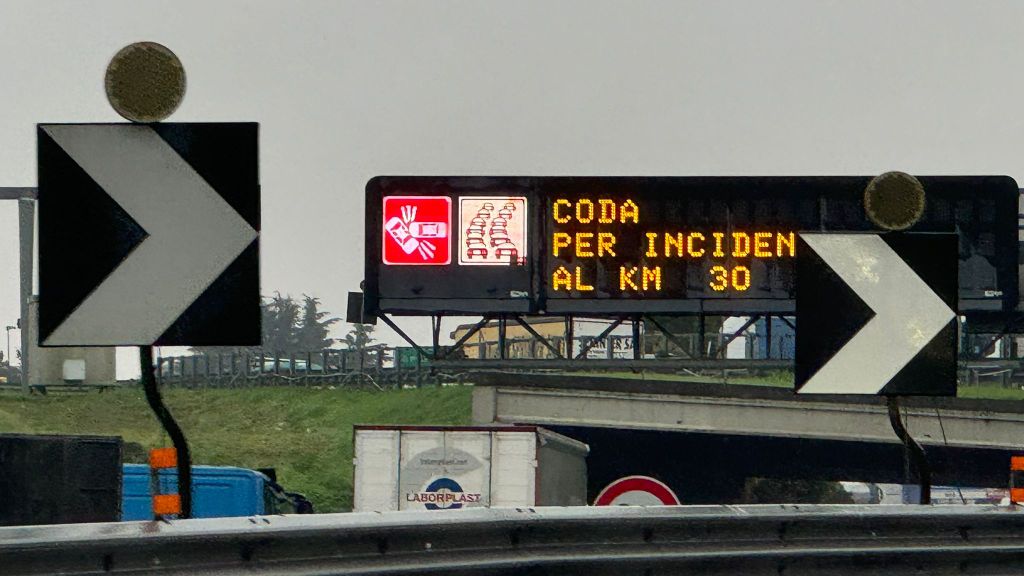 CODA
PER INCIDEN
AL KM 30
LABORPLAST